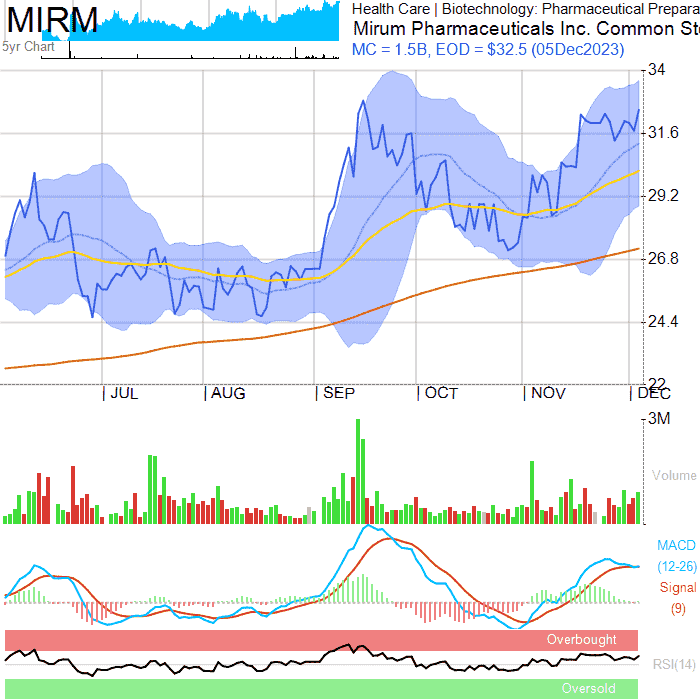 MIRM
5yr Chart
Health Care | Biotechnology: Pharmaceutical Prepara
Mirum Pharmaceuticals Inc. Common Sto
MC = 1.5B, EOD = $32.5 (05Dec2023)
34
31.6
29.2
26.8
24.4
22
| JUL | AUG | SEP | OCT | NOV | DEC
3M
Volume
MACD
(12-26)
Signal
(9)
Overbought
RSI(14)
Oversold